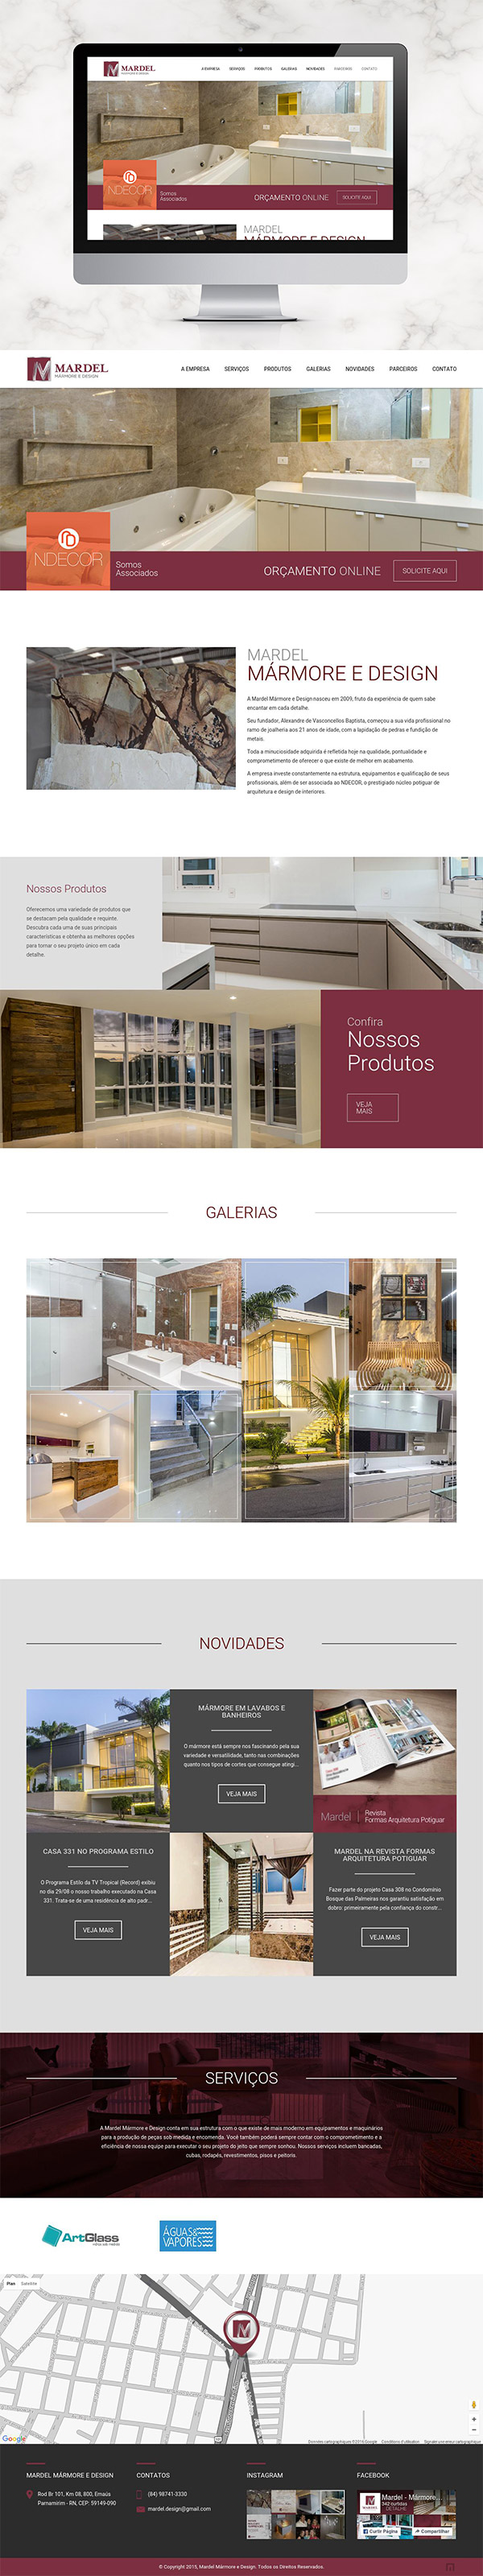 MARDEL
MÁRMORE E DESIGN
A EMPRESA SERVIÇOS PRODUTOS GALERIAS NOVIDADES PARCEIROS CONTATO
NDECOR
Somos
Associados
ORÇAMENTO ONLINE
SOLICITE AQUI
MARDEL
MÁRMORE E DESIGN
MARDEL
MÁRMORE E DESIGN
A EMPRESA SERVIÇOS PRODUTOS GALERIAS NOVIDADES PARCEIROS CONTATO
NDECOR
Somos
Associados
ORÇAMENTO ONLINE
SOLICITE AQUI
MARDEL
MÁRMORE E DESIGN
A Mardel Mármore e Design nasceu em 2009, fruto da experiência de quem sabe
encantar em cada detalhe.
Seu fundador, Alexandre de Vasconcellos Baptista, começou a sua vida profissional no
ramo de joalheria aos 21 anos de idade, com a lapidação de pedras e fundição de
metais.
Toda a minuciosidade adquirida é refletida hoje na qualidade, pontualidade e
comprometimento de oferecer o que existe de melhor em acabamento.
A empresa investe constantemente na estrutura, equipamentos e qualificação de seus
profissionais, além de ser associada ao NDECOR, o prestigiado núcleo potiguar de
arquitetura e design de interiores.
Nossos Produtos
Oferecemos uma variedade de produtos que
se destacam pela qualidade e requinte.
Descubra cada uma de suas principais
características e obtenha as melhores opções
para tornar o seu projeto único em cada
detalhe.
Confira
Nossos
Produtos
VEJA
MAIS
GALERIAS
NOVIDADES
MÁRMORE EM LAVABOS E
BANHEIROS
O mármore está sempre nos fascinando pela sua
variedade e versatilidade, tanto nas combinações
quanto nos tipos de cortes que consegue atingi...
VEJA MAIS
Mardel
Revista
Formas Arquitetura Potiguar
CASA 331 NO PROGRAMA ESTILO
O Programa Estilo da TV Tropical (Record) exibiu
no dia 29/08 o nosso trabalho executado na Casa
331. Trata-se de uma residência de alto padr...
VEJA MAIS
MARDEL NA REVISTA FORMAS
ARQUITETURA POTIGUAR
Fazer parte do projeto Casa 308 no Condomínio
Bosque das Palmeiras nos garantiu satisfação em
dobro: primeiramente pela confiança do constr...
VEJA MAIS
SERVIÇOS
A Mardel Mármore e Design conta em sua estrutura com o que existe de mais moderno em equipamentos e maquinários
para a produção de peças sob medida e encomenda. Você também poderá sempre contar com o comprometimento e a
eficiência de nossa equipe para executar o seu projeto do jeito que sempre sonhou. Nossos serviços incluem bancadas,
cubas, rodapés, revestimentos, pisos e peitoris.
ArtGlass
ÁGUAS&
VAPORES
Plan Satellite
Google
Données cartographiques ©2016 Google Conditions d'utilisation Signaler une erreur cartographique
MARDEL MÁRMORE E DESIGN
Rod Br 101, Km 08, 800, Emaús
Parnamirim - RN, CEP: 59149-090
CONTATOS
(84) 98741-3330
mardel.design@gmail.com
INSTAGRAM
FACEBOOK
Mardel - Mármore...
342 curtidas
DETALHE
Curtir Página
Compartilhar
© Copyright 2015, Mardel Mármore e Design. Todos os Direitos Reservados.